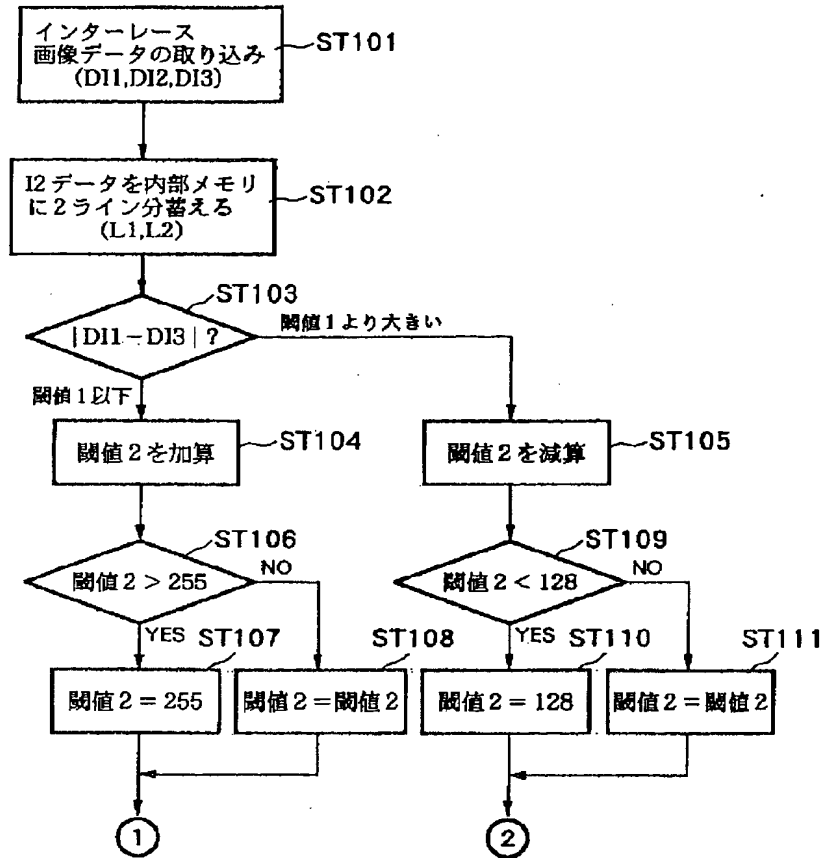 インターレース
画像データの取り込み
(DI1,DI2,DI3)
ST101
I2データを内部メモリ
に2ライン分蓄える
(L1,L2)
ST102
ST103
|DI1−DI3| ?
閾値1より大きい
閾値1以下
閾値2を加算
ST104
閾値2を減算
ST105
ST106
閾値2 > 255
NO
YES
ST109
閾値2 < 128
NO
YES
ST107
閾値2 = 255
ST108
閾値2 = 閾値2
ST110
閾値2 = 128
ST111
閾値2 = 閾値2
①
②